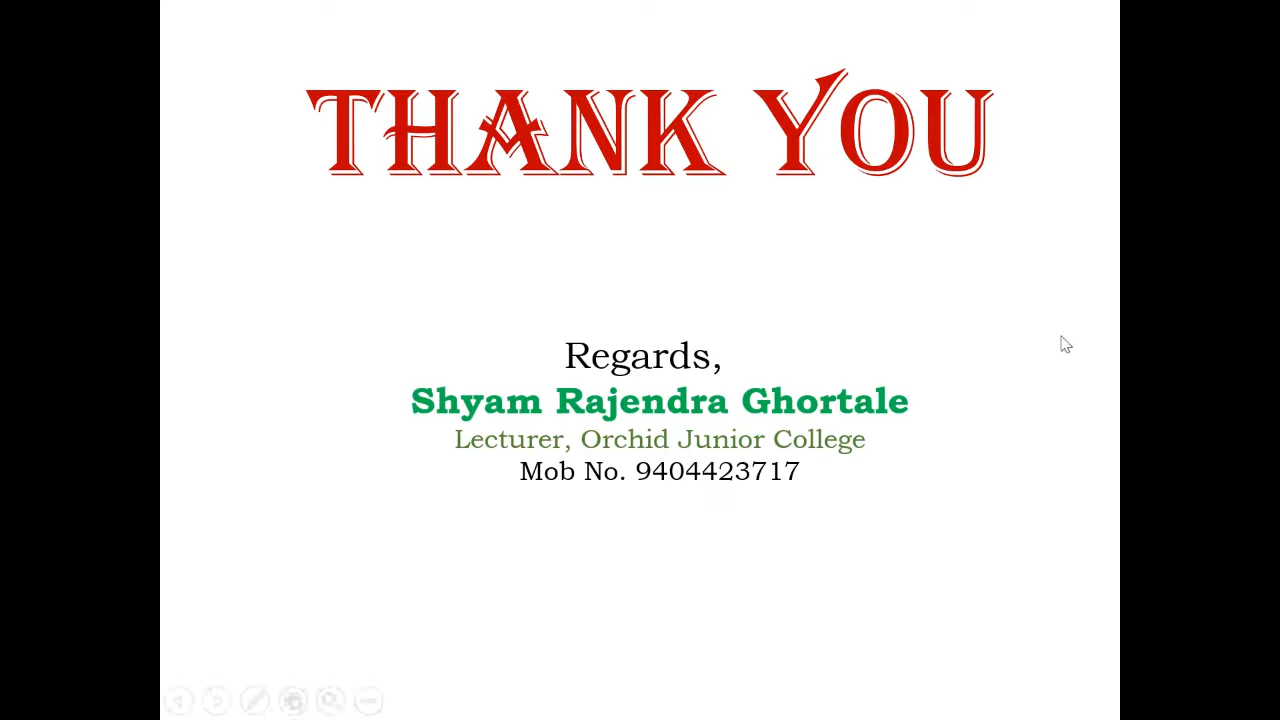 THANK YOU
Regards,
Shyam Rajendra Ghortale
Lecturer, Orchid Junior College
Mob No. 9404423717